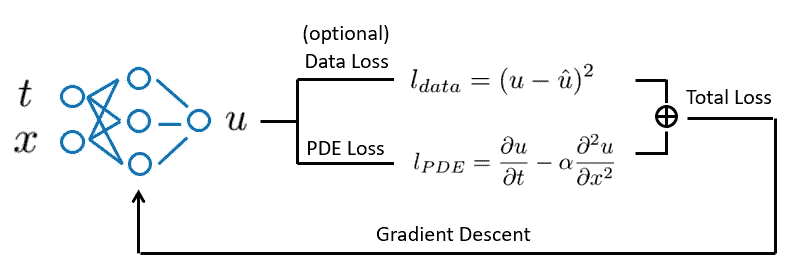 (optional)
Data Loss
t
x
u
l_{data} = (u - \hat{u})^2
Total Loss
PDE Loss
l_{PDE} = \frac{\partial u}{\partial t} - \alpha \frac{\partial^2 u}{\partial x^2}
Gradient Descent